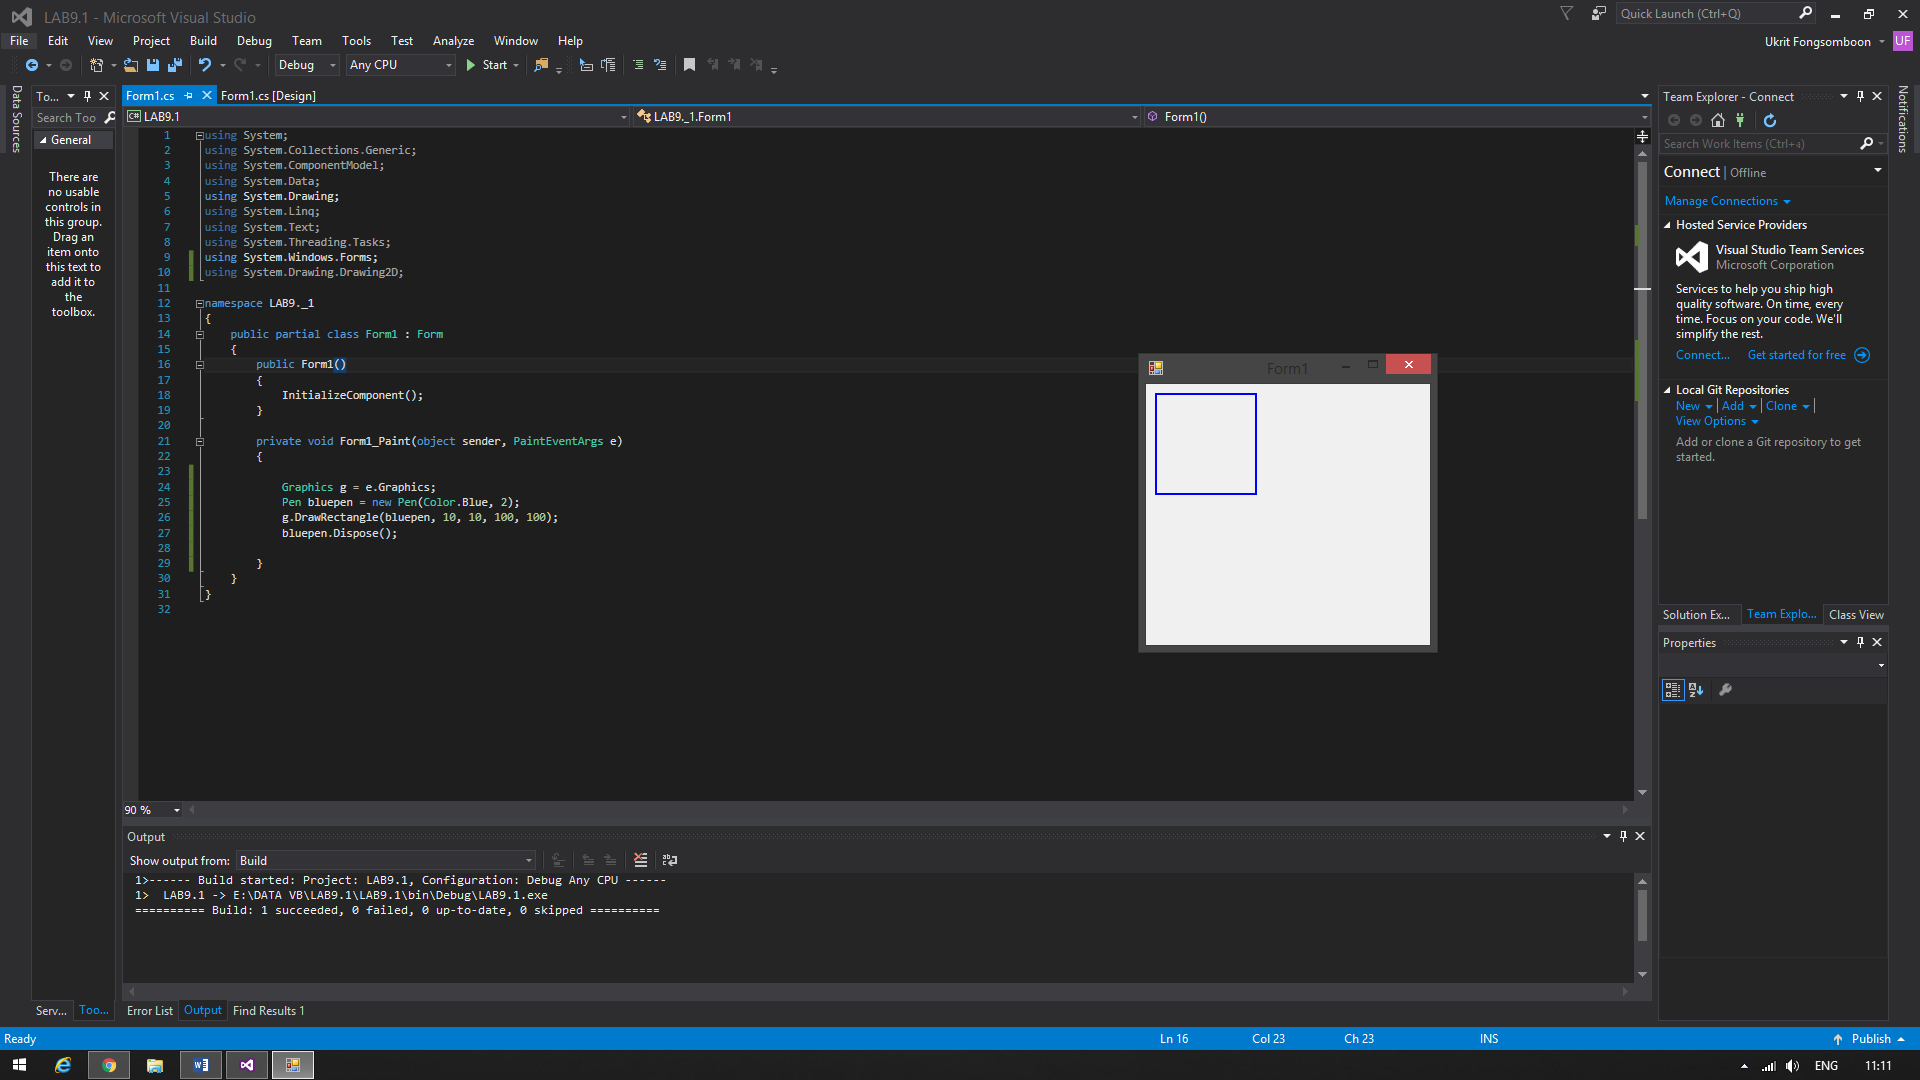 LAB9.1 - Microsoft Visual Studio
Quick Launch (Ctrl+Q)
File Edit View Project Build Debug Team Tools Test Analyze Window Help
Ukrit Fongsomboon UF
Debug Any CPU Start
Data Sources
To...
Search Too
General
There are
no usable
controls in
this group.
Drag an
item onto
this text to
add it to
the
toolbox.
Form1.cs Form1.cs [Design]
C# LAB9.1 LAB9._1.Form1 Form1()
1 using System;
2 using System.Collections.Generic;
3 using System.ComponentModel;
4 using System.Data;
5 using System.Drawing;
6 using System.Linq;
7 using System.Text;
8 using System.Threading.Tasks;
9 using System.Windows.Forms;
10 using System.Drawing.Drawing2D;
11
12 namespace LAB9._1
13 {
14 public partial class Form1 : Form
15 {
16 public Form1()
17 {
18 InitializeComponent();
19 }
20
21 private void Form1_Paint(object sender, PaintEventArgs e)
22 {
23
24 Graphics g = e.Graphics;
25 Pen bluepen = new Pen(Color.Blue, 2);
26 g.DrawRectangle(bluepen, 10, 10, 100, 100);
27 bluepen.Dispose();
28
29 }
30 }
31 }
32
Form1
90 %
Output
Show output from: Build
1>------ Build started: Project: LAB9.1, Configuration: Debug Any CPU ------
1> LAB9.1 -> E:\DATA VB\LAB9.1\LAB9.1\bin\Debug\LAB9.1.exe
========== Build: 1 succeeded, 0 failed, 0 up-to-date, 0 skipped ==========
Serv... Too... Error List Output Find Results 1
Team Explorer - Connect
Search Work Items (Ctrl+ง)
Connect | Offline
Manage Connections
Hosted Service Providers
Visual Studio Team Services
Microsoft Corporation
Services to help you ship high
quality software. On time, every
time. Focus on your code. We'll
simplify the rest.
Connect... Get started for free
Local Git Repositories
New | Add | Clone |
View Options
Add or clone a Git repository to get
started.
Solution Ex... Team Explo... Class View
Properties
Notifications
Ready Ln 16 Col 23 Ch 23 INS Publish
ENG 11:11